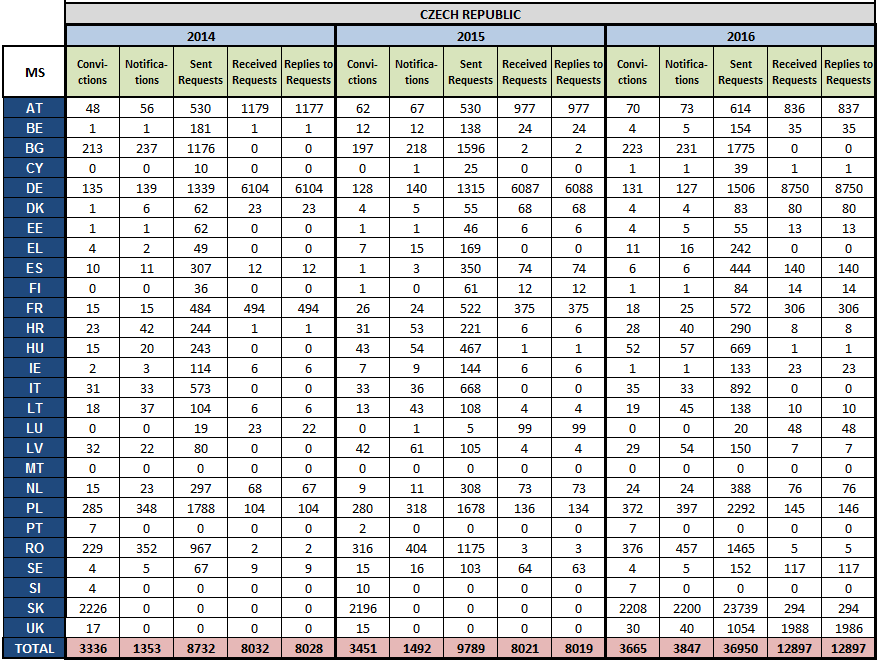 CZECH REPUBLIC
2014 2015 2016
MS Convi-ctions Notifica-tions Sent Requests Received Requests Replies to Requests Convi-ctions Notifica-tions Sent Requests Received Requests Replies to Requests Convi-ctions Notifica-tions Sent Requests Received Requests Replies to Requests
AT 48 56 530 1179 1177 62 67 530 977 977 70 73 614 836 837
BE 1 1 181 1 1 12 12 138 24 24 4 5 154 35 35
BG 213 237 1176 0 0 197 218 1596 2 2 223 231 1775 0 0
CY 0 0 10 0 0 0 1 25 0 0 1 1 39 1 1
DE 135 139 1339 6104 6104 128 140 1315 6087 6088 131 127 1506 8750 8750
DK 1 6 62 23 23 4 5 55 68 68 4 4 83 80 80
EE 1 1 62 0 0 1 1 46 6 6 4 5 55 13 13
EL 4 2 49 0 0 7 15 169 0 0 11 16 242 0 0
ES 10 11 307 12 12 1 3 350 74 74 6 6 444 140 140
FI 0 0 36 0 0 1 0 61 12 12 1 1 84 14 14
FR 15 15 484 494 494 26 24 522 375 375 18 25 572 306 306
HR 23 42 244 1 1 31 53 221 6 6 28 40 290 8 8
HU 15 20 243 0 0 43 54 467 1 1 52 57 669 1 1
IE 2 3 114 6 6 7 9 144 6 6 1 1 133 23 23
IT 31 33 573 0 0 33 36 668 0 0 35 33 892 0 0
LT 18 37 104 6 6 13 43 108 4 4 19 45 138 10 10
LU 0 0 19 23 22 0 1 5 99 99 0 0 20 48 48
LV 32 22 80 0 0 42 61 105 4 4 29 54 150 7 7
MT 0 0 0 0 0 0 0 0 0 0 0 0 0 0 0
NL 15 23 297 68 67 9 11 308 73 73 24 24 388 76 76
PL 285 348 1788 104 104 280 318 1678 136 134 372 397 2292 145 146
PT 7 0 0 0 0 2 0 0 0 0 7 0 0 0 0
RO 229 352 967 2 2 316 404 1175 3 3 376 457 1465 5 5
SE 4 5 67 9 9 15 16 103 64 63 4 5 152 117 117
SI 4 0 0 0 0 10 0 0 0 0 7 0 0 0 0
SK 2226 0 0 0 0 2196 0 0 0 0 2208 2200 23739 294 294
UK 17 0 0 0 0 15 0 0 0 0 30 40 1054 1988 1986
TOTAL 3336 1353 8732 8032 8028 3451 1492 9789 8021 8019 3665 3847 36950 12897 12897